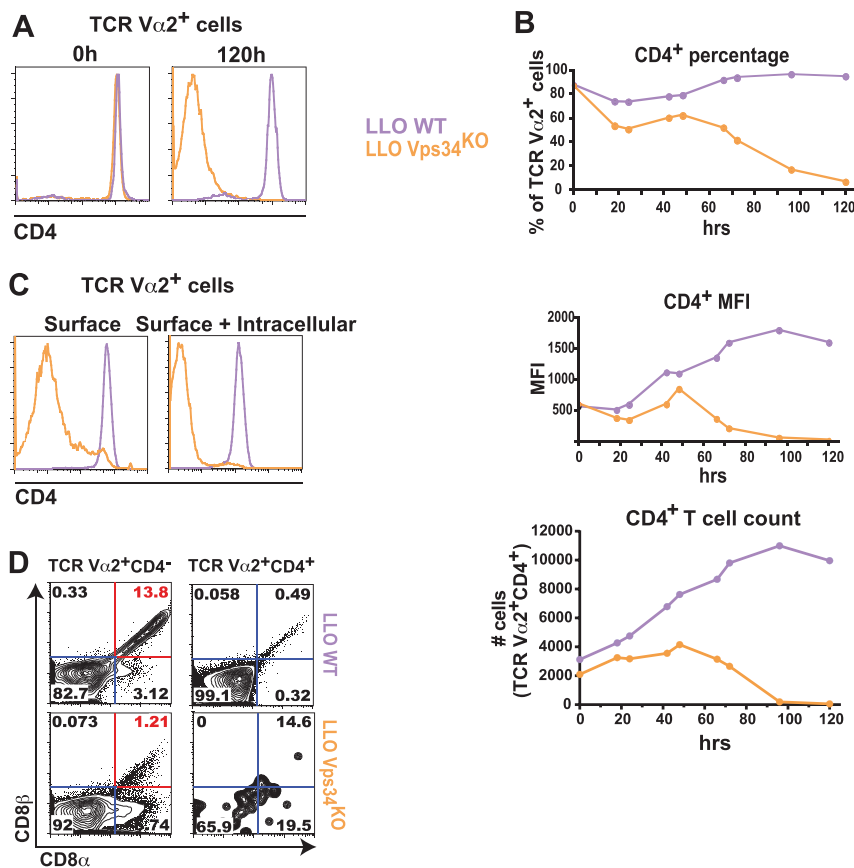 A
TCR Vα2⁺ cells
0h
120h
CD4
LLO WT
LLO Vps34ᴷᴼ
B
CD4⁺ percentage
% of TCR Vα2⁺ cells
100
80
60
40
20
0
0 20 40 60 80 100 120
hrs
C
TCR Vα2⁺ cells
Surface
Surface + Intracellular
CD4
CD4⁺ MFI
MFI
2000
1500
1000
500
0 20 40 60 80 100 120
hrs
CD4⁺ T cell count
# cells
(TCR Vα2⁺CD4⁺)
12000
10000
8000
6000
4000
2000
0
0 20 40 60 80 100 120
hrs
D
TCR Vα2⁺CD4⁻
TCR Vα2⁺CD4⁺
0.33 13.8
82.7 3.12
0.058 0.49
99.1 0.32
LLO WT
0.073 1.21
92 .74
0 14.6
65.9 19.5
LLO Vps34ᴷᴼ
CD8β
CD8α